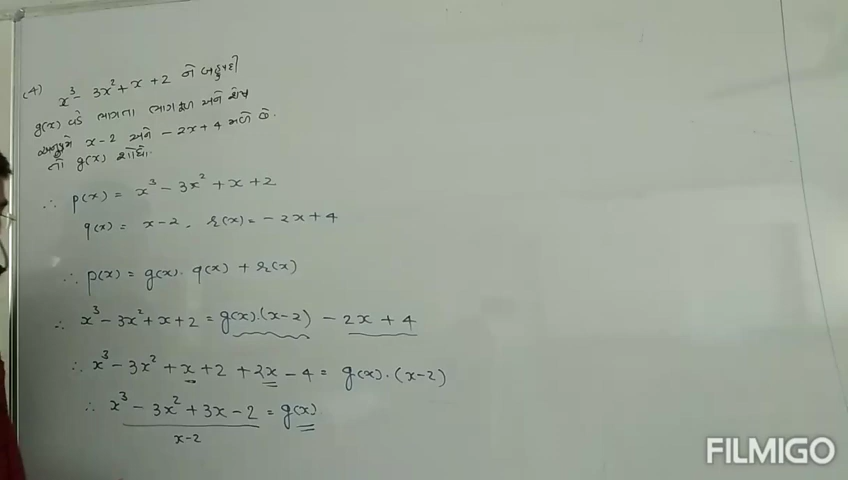 (4) x³ - 3x² + x + 2 ને બહુપદી
g(x) વડે ભાગતા ભાગફળ અને શેષ
અનુક્રમે x-2 અને - 2x + 4 મળે છે.
તો g(x) શોધો.
∴ p(x) = x³ - 3x² + x + 2
q(x) = x-2 , r(x) = - 2x + 4
∴ p(x) = g(x) . q(x) + r(x)
∴ x³ - 3x² + x + 2 = g(x).(x-2) - 2x + 4
∴ x³ - 3x² + x + 2 + 2x - 4 = g(x) . (x-2)
∴ x³ - 3x² + 3x - 2 = g(x)
x-2
FILMIGO